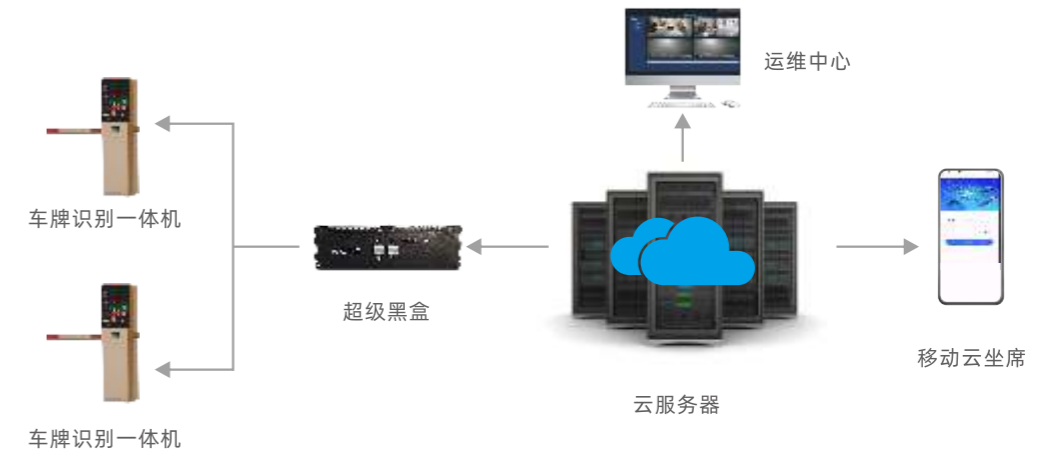 运维中心
车牌识别一体机
超级黑盒
移动云坐席
云服务器
车牌识别一体机